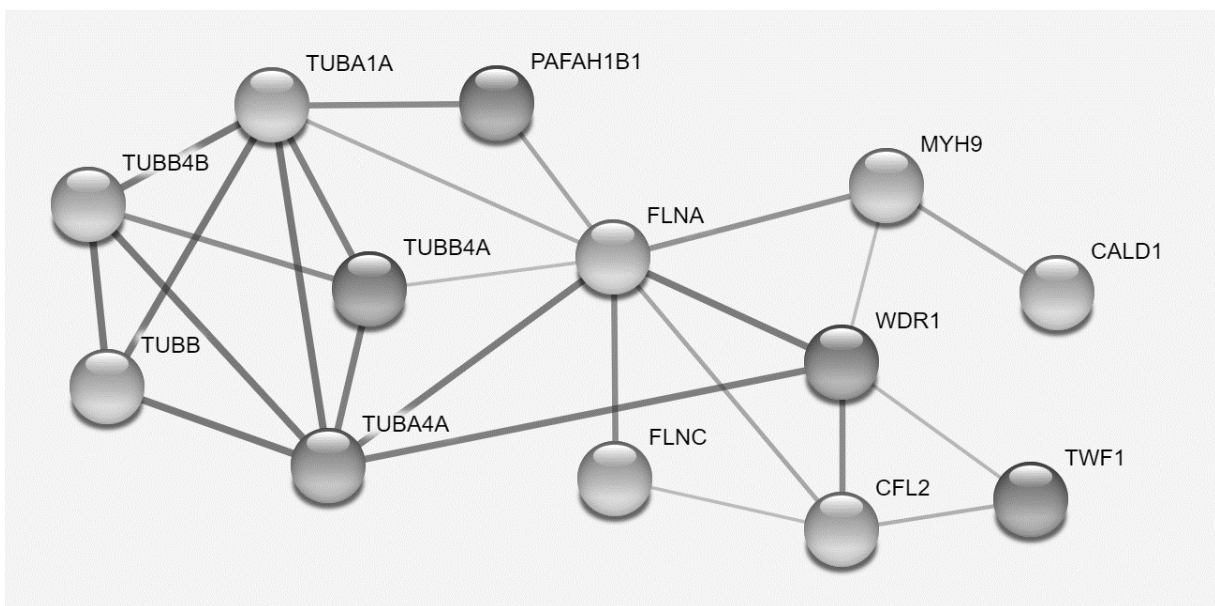 TUBA1A
PAFAH1B1
MYH9
TUBB4B
FLNA
TUBB4A
CALD1
WDR1
TUBB
TUBA4A
FLNC
TWF1
CFL2